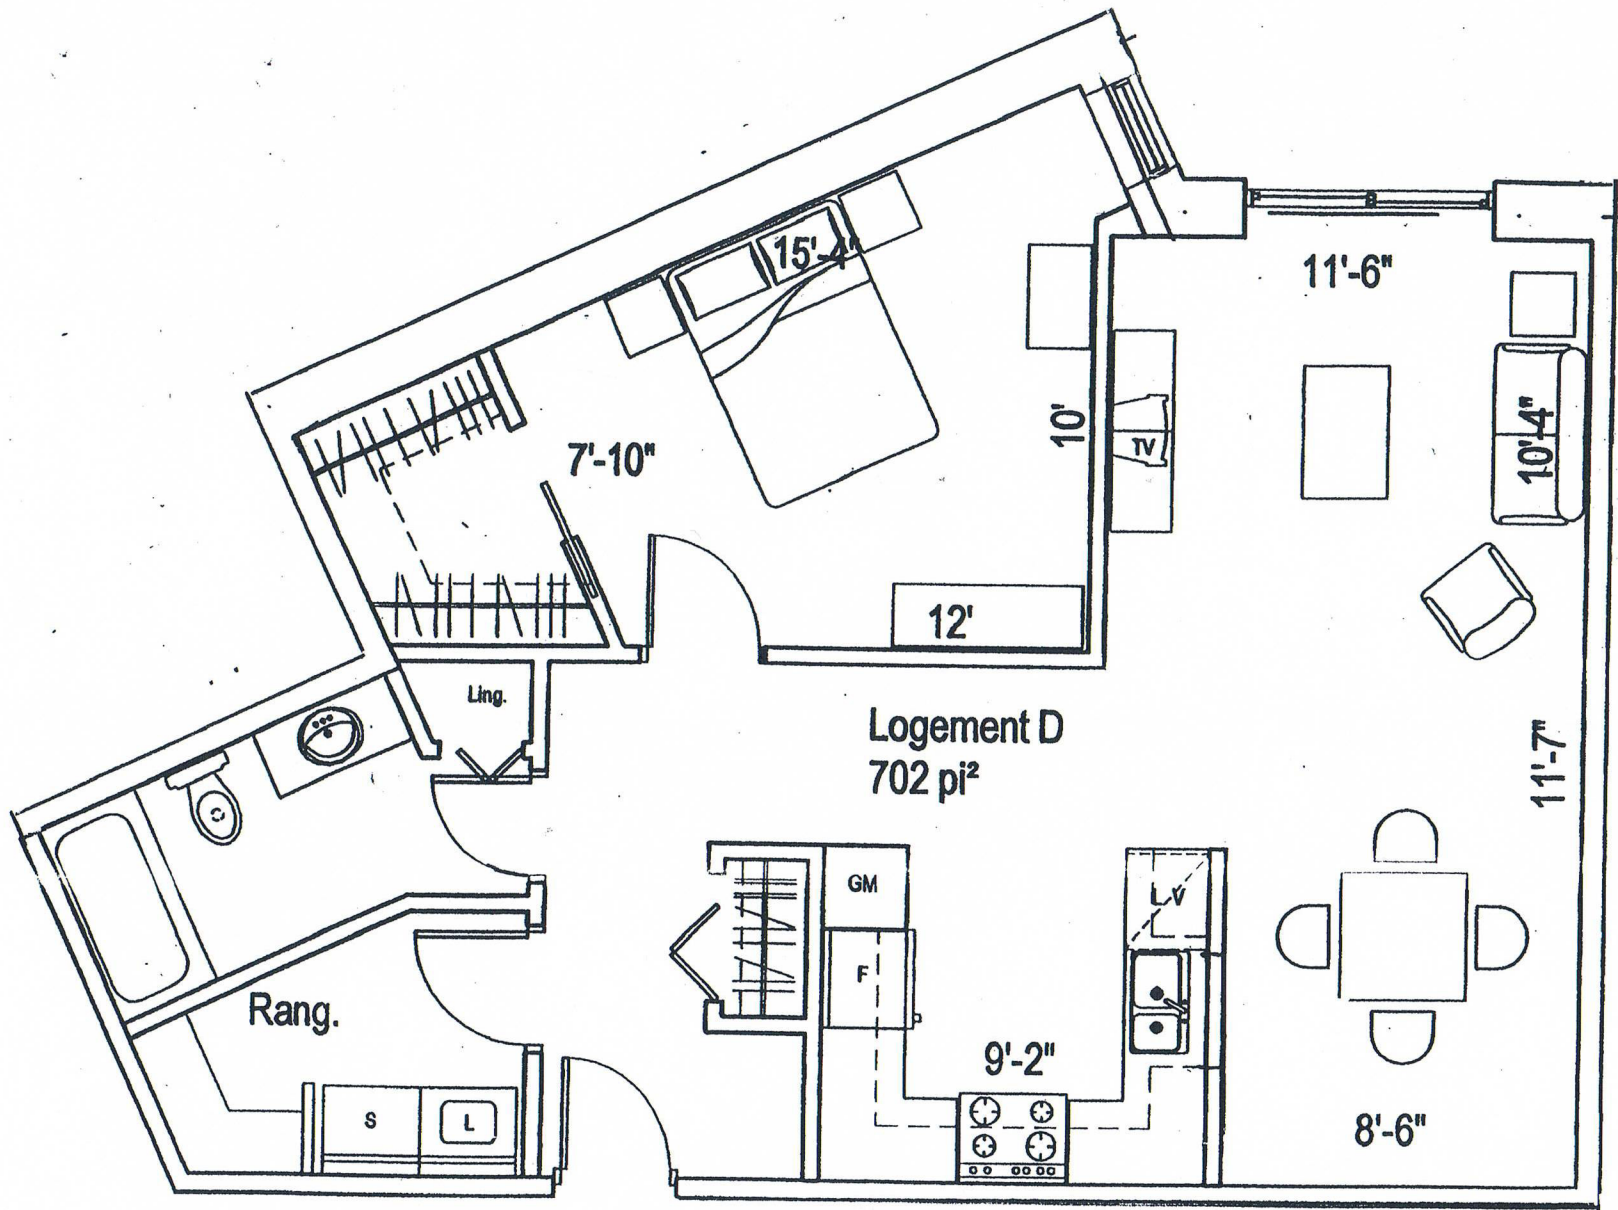 15'-4"
11'-6"
7'-10"
10'
TV
10'-4"
12'
Ling.
Logement D
702 pi²
11'-7"
GM
L.V
F
Rang.
9'-2"
S
L
8'-6"